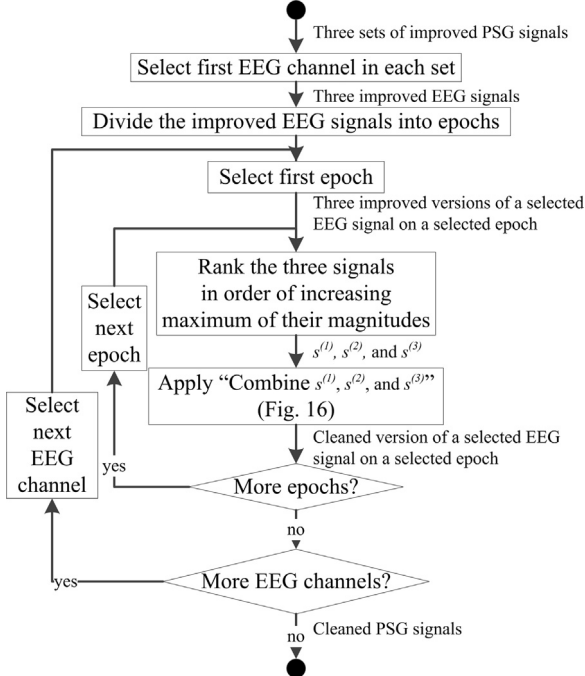 Three sets of improved PSG signals
Select first EEG channel in each set
Three improved EEG signals
Divide the improved EEG signals into epochs
Select first epoch
Three improved versions of a selected
EEG signal on a selected epoch
Rank the three signals
in order of increasing
maximum of their magnitudes
Select
next
epoch
s⁽¹⁾, s⁽²⁾, and s⁽³⁾
Apply “Combine s⁽¹⁾, s⁽²⁾, and s⁽³⁾”
(Fig. 16)
Select
next
EEG
channel
Cleaned version of a selected EEG
signal on a selected epoch
yes
More epochs?
no
More EEG channels?
yes
no
Cleaned PSG signals